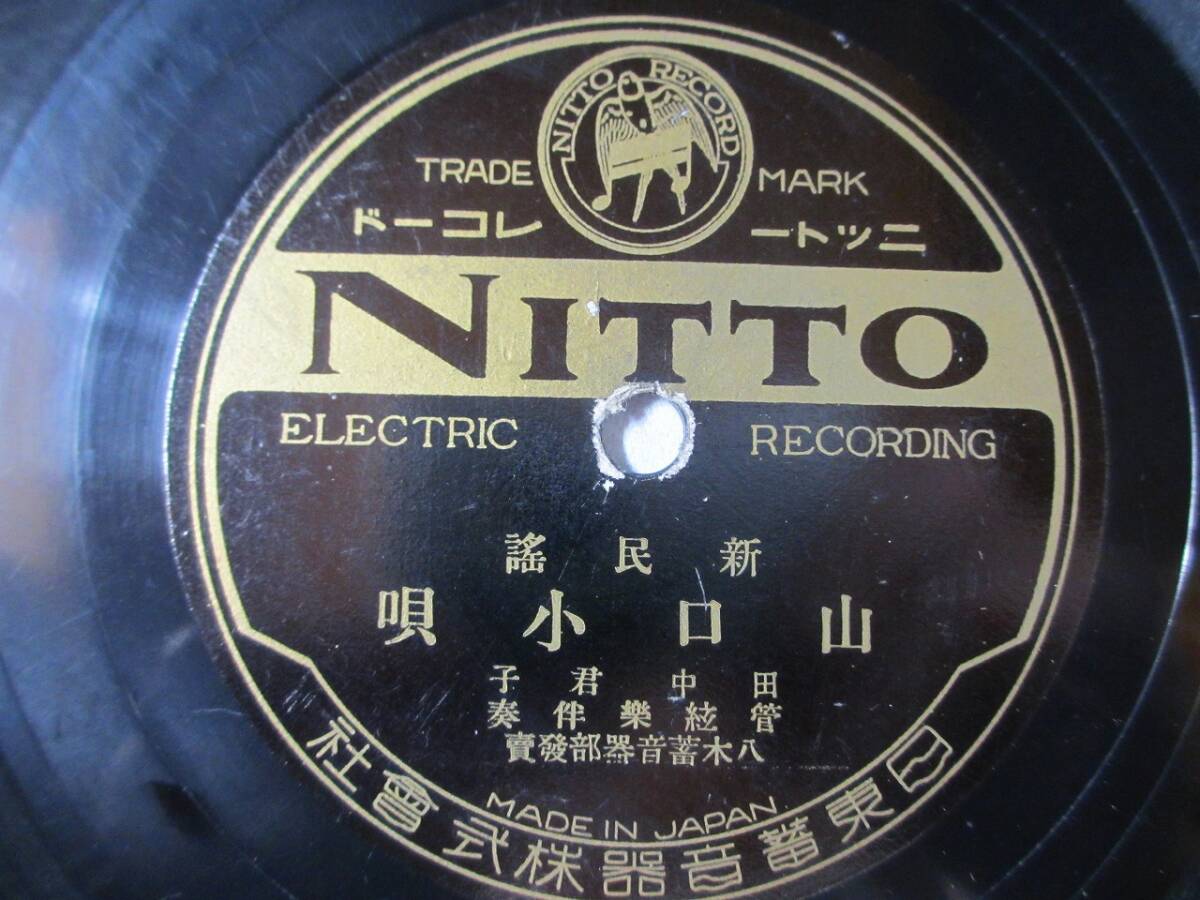 NITTO RECORD
TRADE MARK
ニットー レコード
NITTO
ELECTRIC RECORDING
新民謠
山口小唄
田中君子
管絃樂伴奏
八木蓄音器部發賣
MADE IN JAPAN
日東蓄音器株式會社